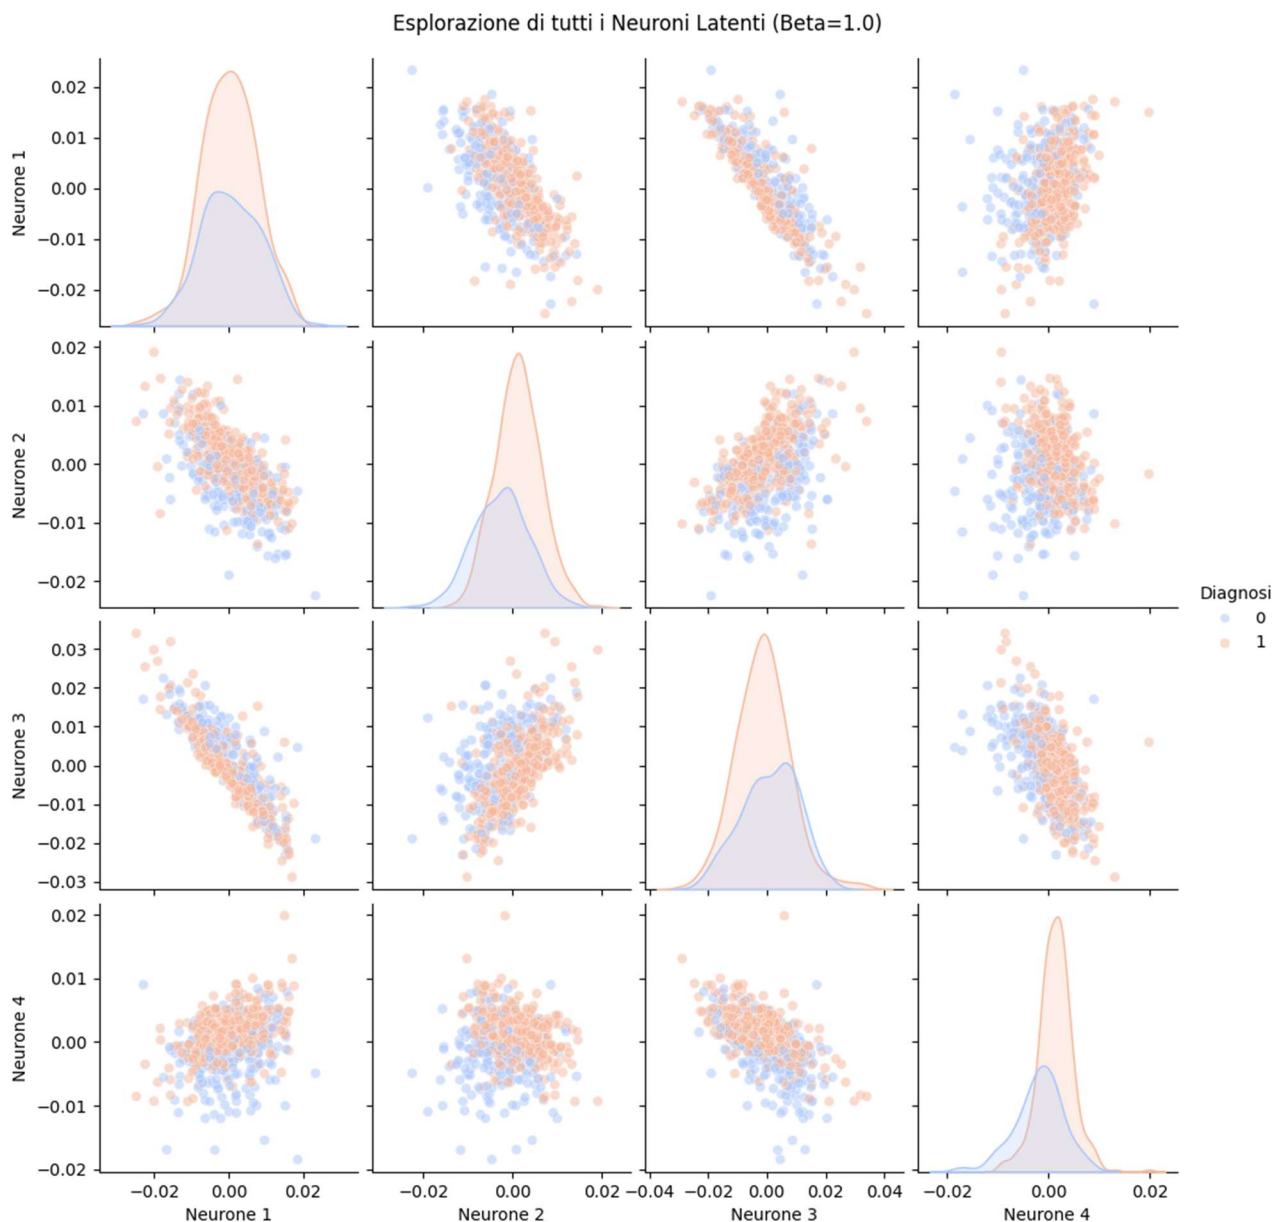 Esplorazione di tutti i Neuroni Latenti (Beta=1.0)
0.02
0.01
0.00
−0.01
−0.02
Neurone 1
0.02
0.01
0.00
−0.01
−0.02
Neurone 2
0.03
0.02
0.01
0.00
−0.01
−0.02
−0.03
Neurone 3
0.02
0.01
0.00
−0.01
−0.02
Neurone 4
Diagnosi
0
1
−0.02 0.00 0.02
−0.02 0.00 0.02
−0.04 −0.02 0.00 0.02 0.04
−0.02 0.00 0.02
Neurone 1
Neurone 2
Neurone 3
Neurone 4